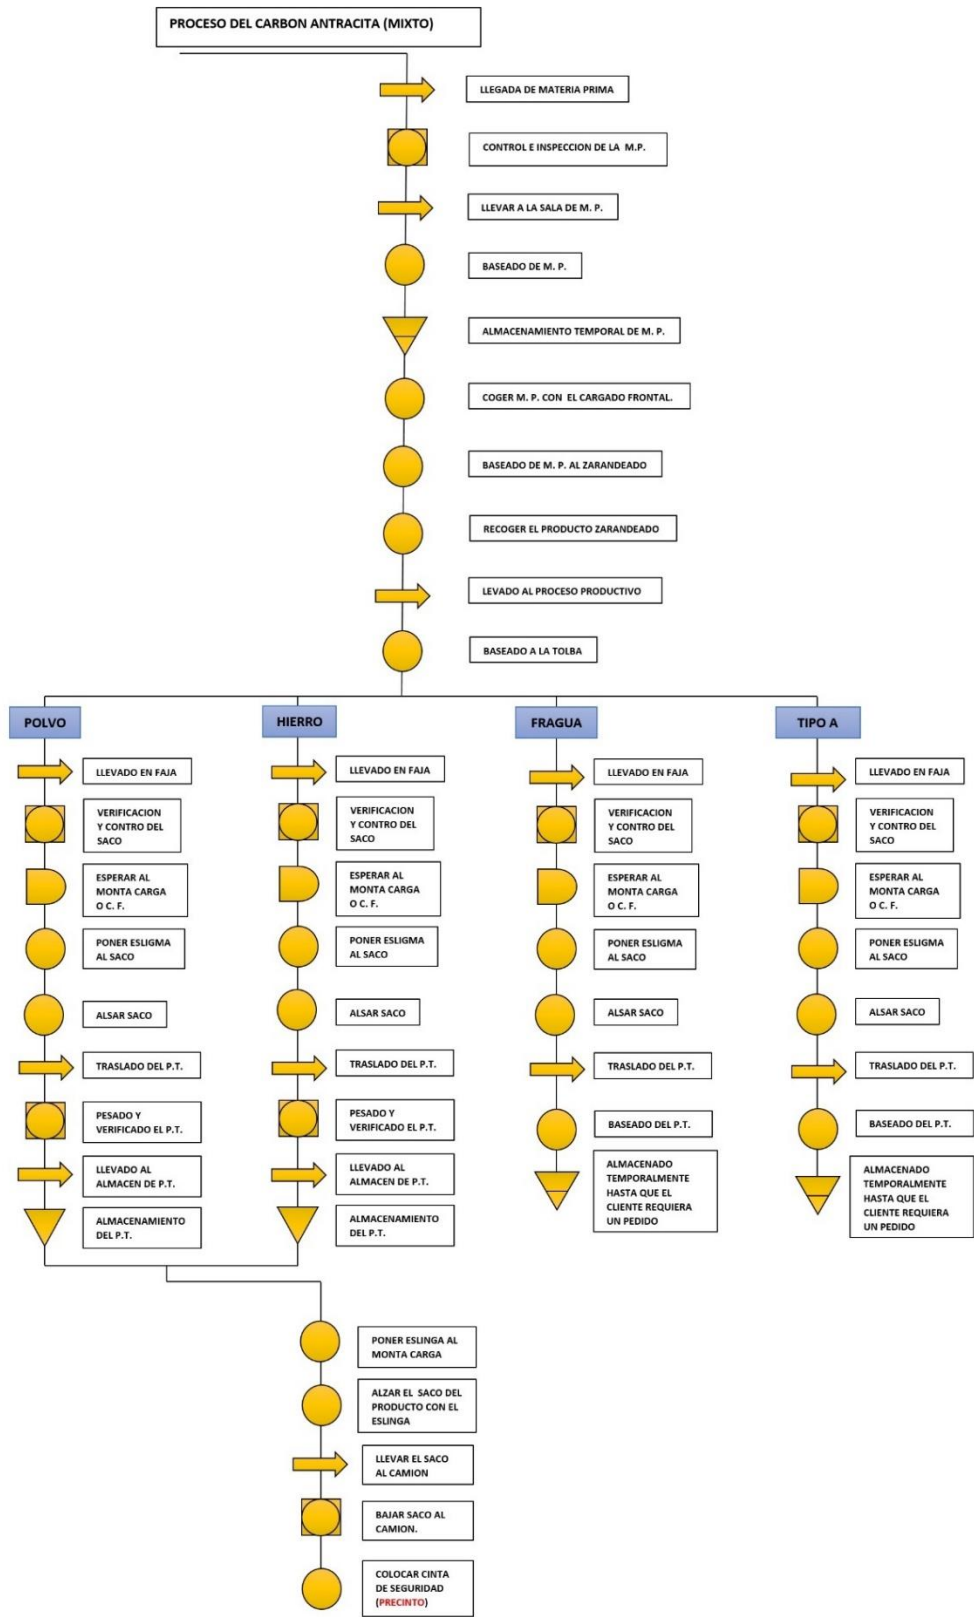 PROCESO DEL CARBON ANTRACITA (MIXTO)
LLEGADA DE MATERIA PRIMA
CONTROL E INSPECCION DE LA M.P.
LLEVAR A LA SALA DE M. P.
BASEADO DE M. P.
ALMACENAMIENTO TEMPORAL DE M. P.
COGER M. P. CON EL CARGADO FRONTAL.
BASEADO DE M. P. AL ZARANDEADO
RECOGER EL PRODUCTO ZARANDEADO
LEVADO AL PROCESO PRODUCTIVO
BASEADO A LA TOLBA
POLVO
LLEVADO EN FAJA
VERIFICACION
Y CONTRO DEL
SACO
ESPERAR AL
MONTA CARGA
O C. F.
PONER ESLIGMA
AL SACO
ALSAR SACO
TRASLADO DEL P.T.
PESADO Y
VERIFICADO EL P.T.
LLEVADO AL
ALMACEN DE P.T.
ALMACENAMIENTO
DEL P.T.
HIERRO
LLEVADO EN FAJA
VERIFICACION
Y CONTRO DEL
SACO
ESPERAR AL
MONTA CARGA
O C. F.
PONER ESLIGMA
AL SACO
ALSAR SACO
TRASLADO DEL P.T.
PESADO Y
VERIFICADO EL P.T.
LLEVADO AL
ALMACEN DE P.T.
ALMACENAMIENTO
DEL P.T.
FRAGUA
LLEVADO EN FAJA
VERIFICACION
Y CONTRO DEL
SACO
ESPERAR AL
MONTA CARGA
O C. F.
PONER ESLIGMA
AL SACO
ALSAR SACO
TRASLADO DEL P.T.
BASEADO DEL P.T.
ALMACENADO
TEMPORALMENTE
HASTA QUE EL
CLIENTE REQUIERA
UN PEDIDO
TIPO A
LLEVADO EN FAJA
VERIFICACION
Y CONTRO DEL
SACO
ESPERAR AL
MONTA CARGA
O C. F.
PONER ESLIGMA
AL SACO
ALSAR SACO
TRASLADO DEL P.T.
BASEADO DEL P.T.
ALMACENADO
TEMPORALMENTE
HASTA QUE EL
CLIENTE REQUIERA
UN PEDIDO
PONER ESLINGA AL
MONTA CARGA
ALZAR EL SACO DEL
PRODUCTO CON EL
ESLINGA
LLEVAR EL SACO
AL CAMION
BAJAR SACO AL
CAMION.
COLOCAR CINTA
DE SEGURIDAD
(PRECINTO)